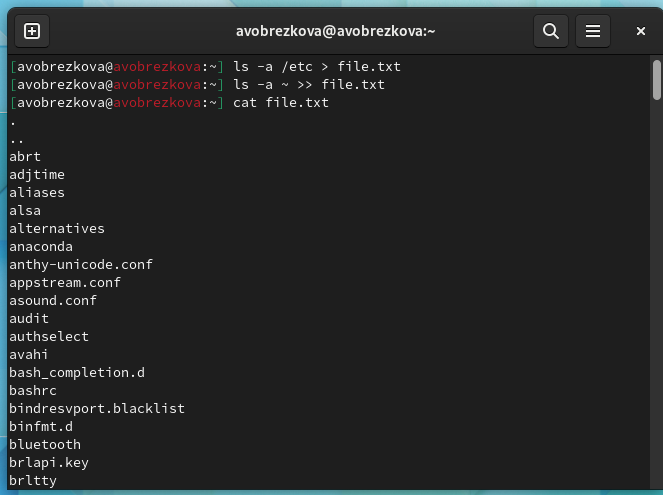 avobrezkova@avobrezkova:~
[avobrezkova@avobrezkova:~] ls -a /etc > file.txt
[avobrezkova@avobrezkova:~] ls -a ~ >> file.txt
[avobrezkova@avobrezkova:~] cat file.txt
.
..
abrt
adjtime
aliases
alsa
alternatives
anaconda
anthy-unicode.conf
appstream.conf
asound.conf
audit
authselect
avahi
bash_completion.d
bashrc
bindresvport.blacklist
binfmt.d
bluetooth
brlapi.key
brltty